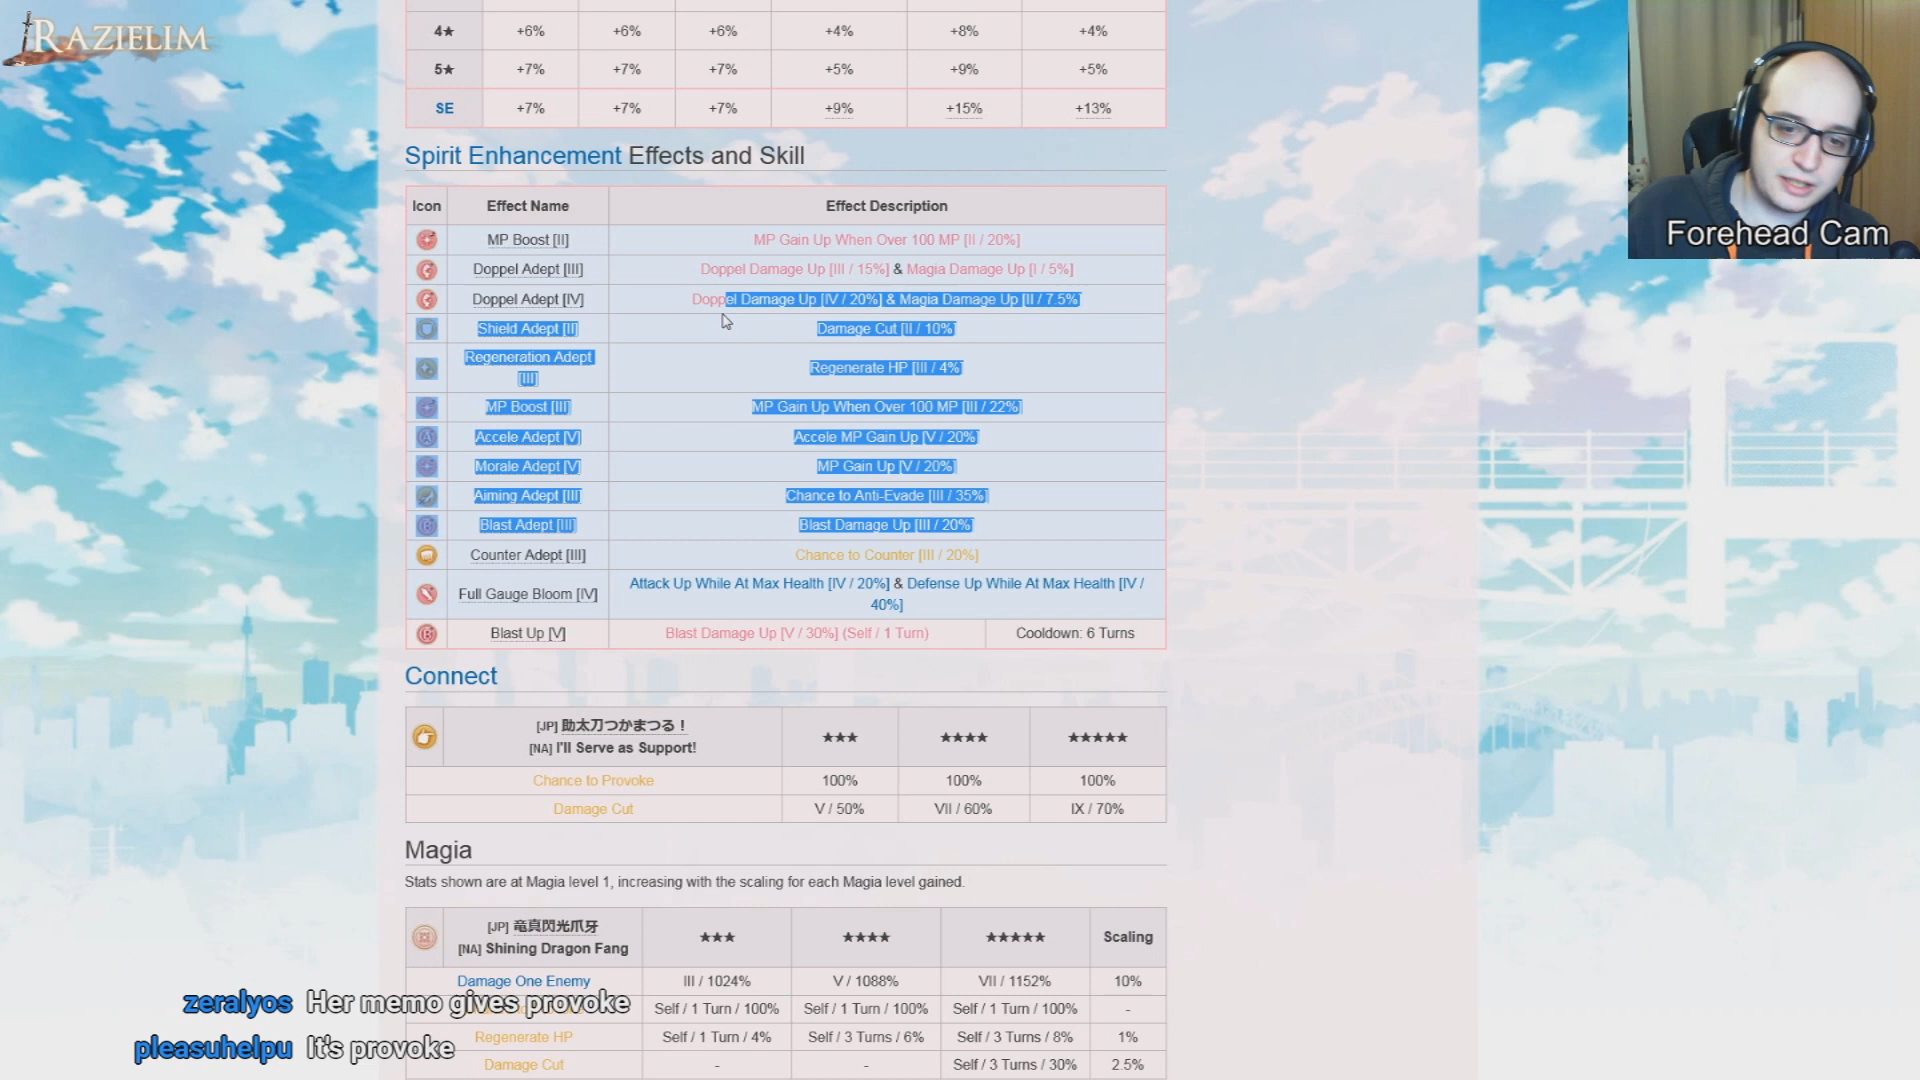 RAZIELIM
4★ +6% +6% +6% +4% +8% +4%
5★ +7% +7% +7% +5% +9% +5%
SE +7% +7% +7% +9% +15% +13%
Spirit Enhancement Effects and Skill
Icon Effect Name Effect Description
MP Boost [II] MP Gain Up When Over 100 MP [II / 20%]
Doppel Adept [III] Doppel Damage Up [III / 15%] & Magia Damage Up [I / 5%]
Doppel Adept [IV] Doppel Damage Up [IV / 20%] & Magia Damage Up [II / 7.5%]
Shield Adept [II] Damage Cut [II / 10%]
Regeneration Adept
[III] Regenerate HP [III / 4%]
MP Boost [III] MP Gain Up When Over 100 MP [III / 22%]
Accele Adept [V] Accele MP Gain Up [V / 20%]
Morale Adept [V] MP Gain Up [V / 20%]
Aiming Adept [III] Chance to Anti-Evade [III / 35%]
Blast Adept [III] Blast Damage Up [III / 20%]
Counter Adept [III] Chance to Counter [III / 20%]
Full Gauge Bloom [IV] Attack Up While At Max Health [IV / 20%] & Defense Up While At Max Health [IV /
40%]
Blast Up [V] Blast Damage Up [V / 30%] (Self / 1 Turn) Cooldown: 6 Turns
Connect
[JP] 助太刀つかまつる！
[NA] I'll Serve as Support! ★★★ ★★★★ ★★★★★
Chance to Provoke 100% 100% 100%
Damage Cut V / 50% VII / 60% IX / 70%
Magia
Stats shown are at Magia level 1, increasing with the scaling for each Magia level gained.
[JP] 竜真閃光爪牙
[NA] Shining Dragon Fang ★★★ ★★★★ ★★★★★ Scaling
Damage One Enemy III / 1024% V / 1088% VII / 1152% 10%
Self / 1 Turn / 100% Self / 1 Turn / 100% Self / 1 Turn / 100% -
Regenerate HP Self / 1 Turn / 4% Self / 3 Turns / 6% Self / 3 Turns / 8% 1%
Damage Cut - - Self / 3 Turns / 30% 2.5%
zeralyos Her memo gives provoke
pleasuhelpu It's provoke
Forehead Cam